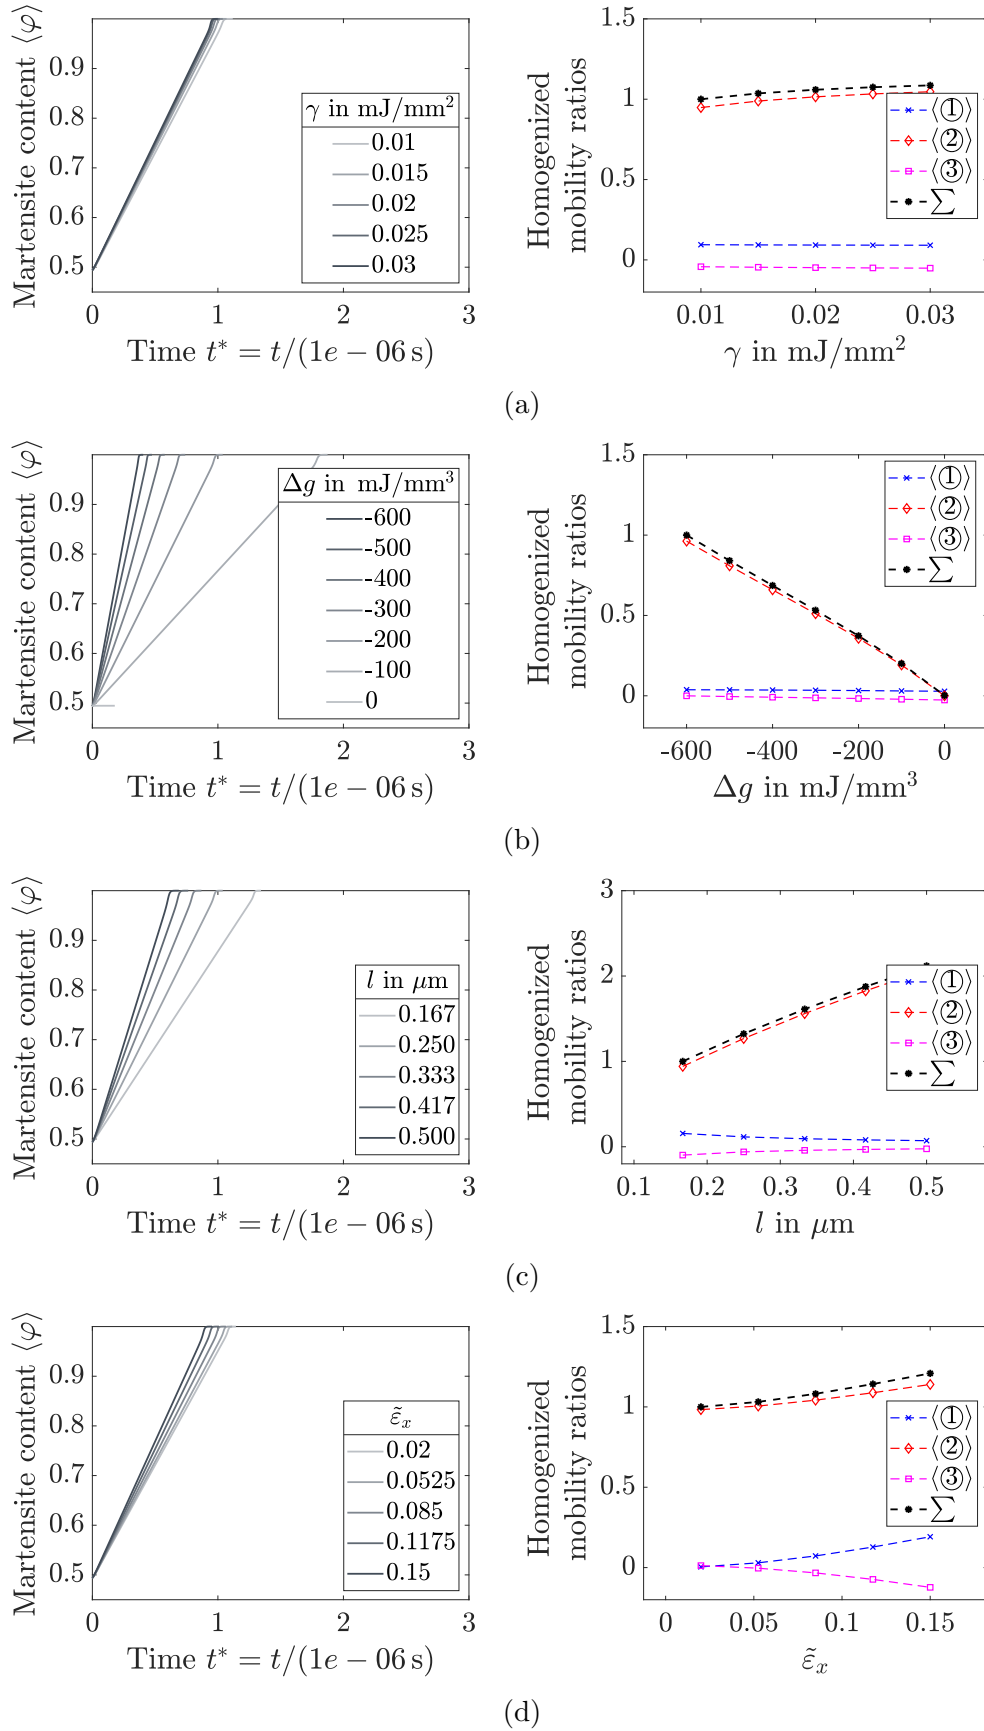 Martensite content ⟨φ⟩
0.9
0.8
0.7
0.6
0.5
γ in mJ/mm²
0.01
0.015
0.02
0.025
0.03
0 1 2 3
Time t* = t/(1e − 06 s)
Homogenized
mobility ratios
1.5
1
0.5
0
⟨①⟩
⟨②⟩
⟨③⟩
∑
0.01 0.02 0.03
γ in mJ/mm²
(a)
Martensite content ⟨φ⟩
0.9
0.8
0.7
0.6
0.5
Δg in mJ/mm³
-600
-500
-400
-300
-200
-100
0
0 1 2 3
Time t* = t/(1e − 06 s)
Homogenized
mobility ratios
1.5
1
0.5
0
⟨①⟩
⟨②⟩
⟨③⟩
∑
-600 -400 -200 0
Δg in mJ/mm³
(b)
Martensite content ⟨φ⟩
0.9
0.8
0.7
0.6
0.5
l in μm
0.167
0.250
0.333
0.417
0.500
0 1 2 3
Time t* = t/(1e − 06 s)
Homogenized
mobility ratios
3
2
1
0
⟨①⟩
⟨②⟩
⟨③⟩
∑
0.1 0.2 0.3 0.4 0.5
l in μm
(c)
Martensite content ⟨φ⟩
0.9
0.8
0.7
0.6
0.5
ε̃ₓ
0.02
0.0525
0.085
0.1175
0.15
0 1 2 3
Time t* = t/(1e − 06 s)
Homogenized
mobility ratios
1.5
1
0.5
0
⟨①⟩
⟨②⟩
⟨③⟩
∑
0 0.05 0.1 0.15
ε̃ₓ
(d)